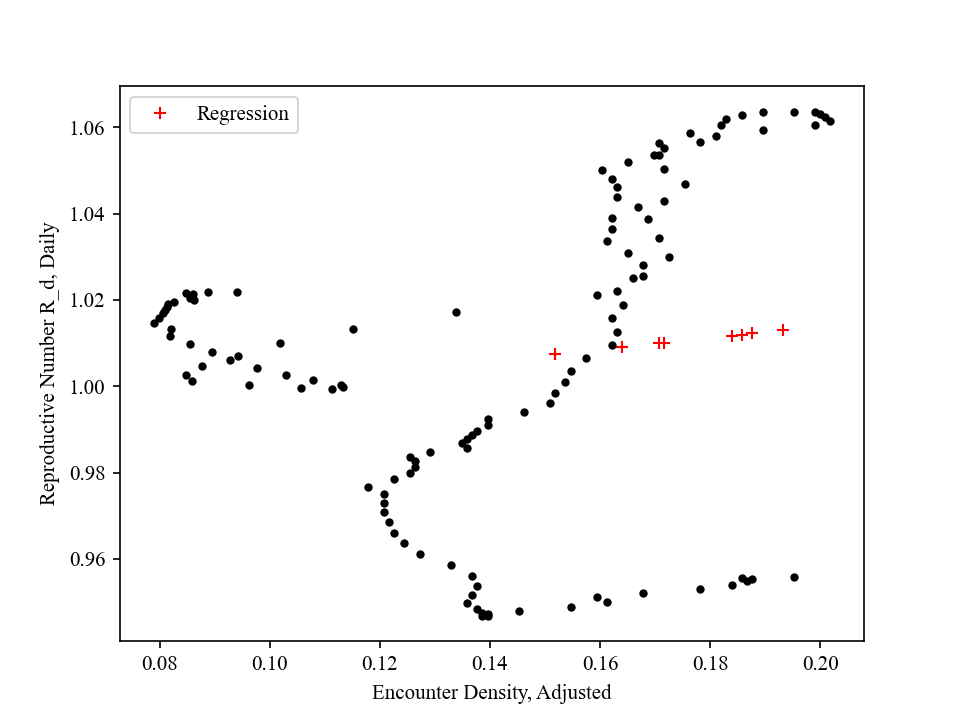 Regression
1.06
1.04
1.02
1.00
0.98
0.96
Reproductive Number R_d, Daily
0.08 0.10 0.12 0.14 0.16 0.18 0.20
Encounter Density, Adjusted